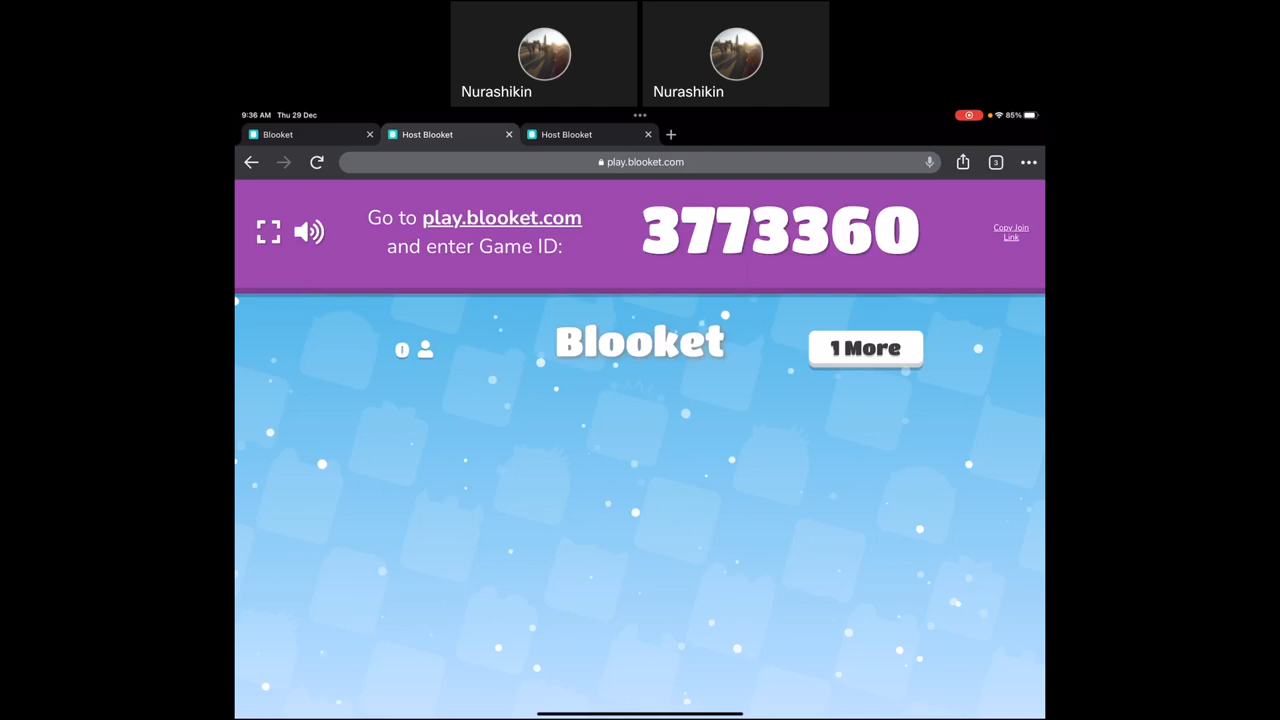 Nurashikin
Nurashikin
9:36 AM Thu 29 Dec
85%
Blooket
Host Blooket
Host Blooket
play.blooket.com
3
Go to play.blooket.com
and enter Game ID:
3773360
Copy Join
Link
0
Blooket
1 More